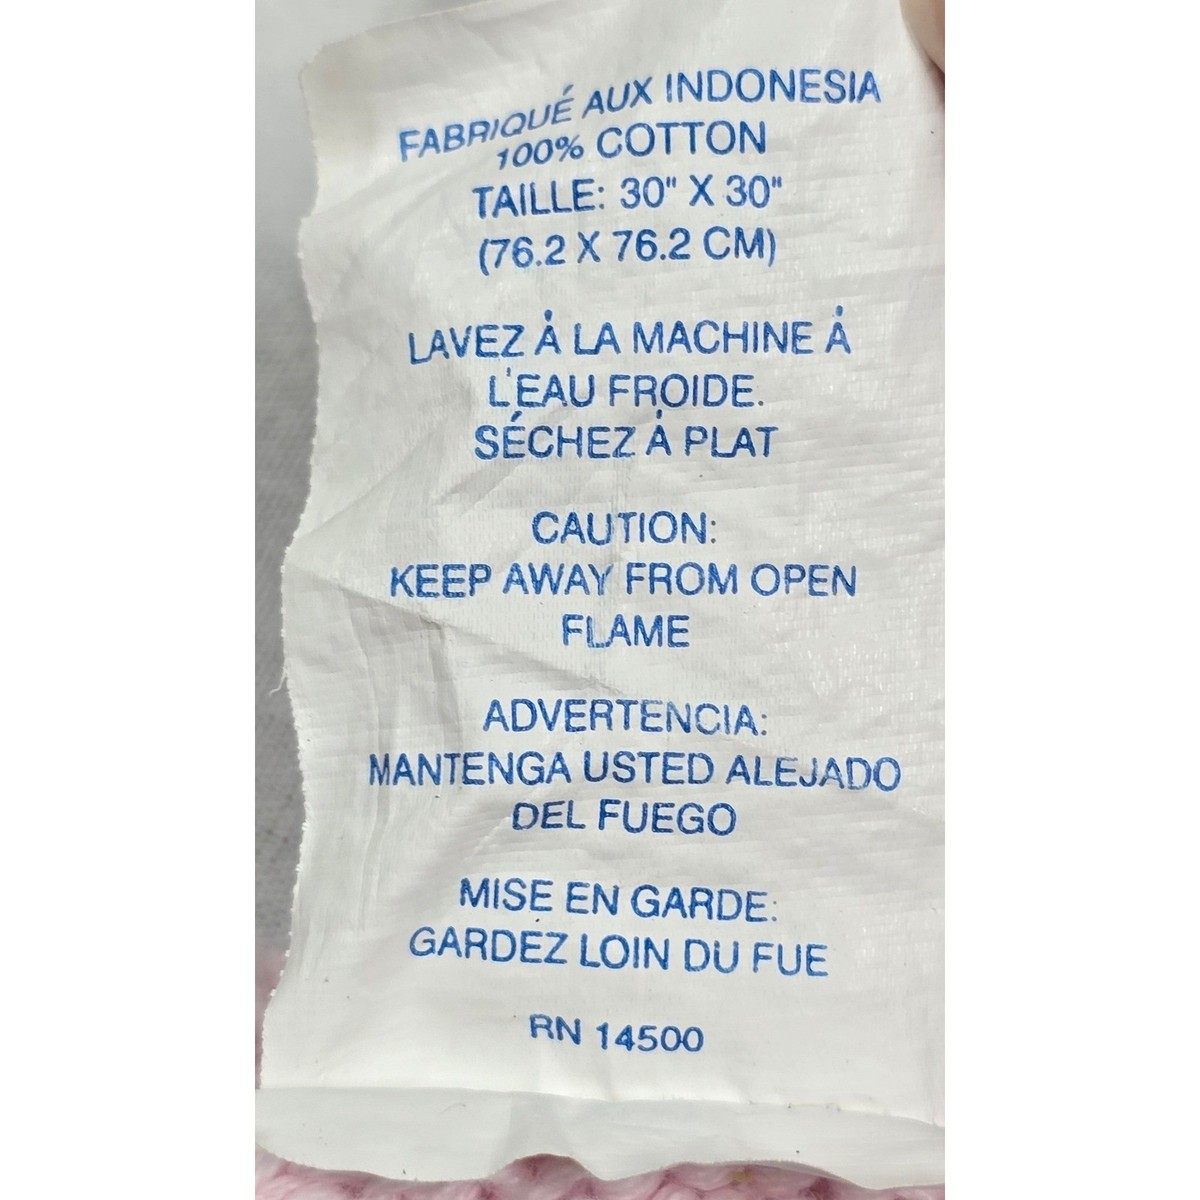 FABRIQUÉ AUX INDONESIA
100% COTTON
TAILLE: 30" X 30"
(76.2 X 76.2 CM)
LAVEZ Å LA MACHINE Å
L'EAU FROIDE.
SÉCHEZ Å PLAT
CAUTION:
KEEP AWAY FROM OPEN
FLAME
ADVERTENCIA:
MANTENGA USTED ALEJADO
DEL FUEGO
MISE EN GARDE:
GARDEZ LOIN DU FUE
RN 14500